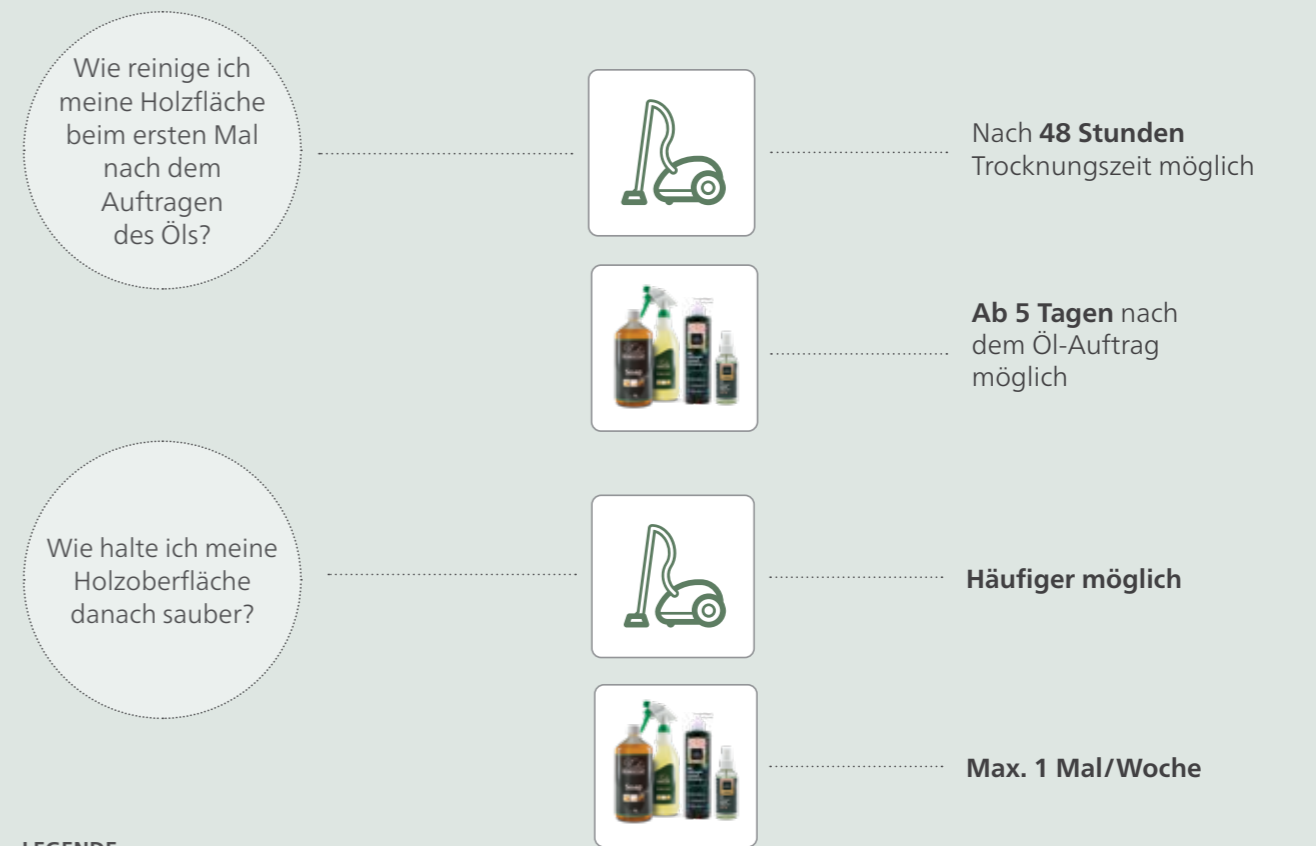 Wie reinige ich
meine Holzfläche
beim ersten Mal
nach dem
Auftragen
des Öls?
Nach 48 Stunden
Trocknungszeit möglich
Ab 5 Tagen nach
dem Öl-Auftrag
möglich
Wie halte ich meine
Holzoberfläche
danach sauber?
Häufiger möglich
Max. 1 Mal/Woche
LEGENDE